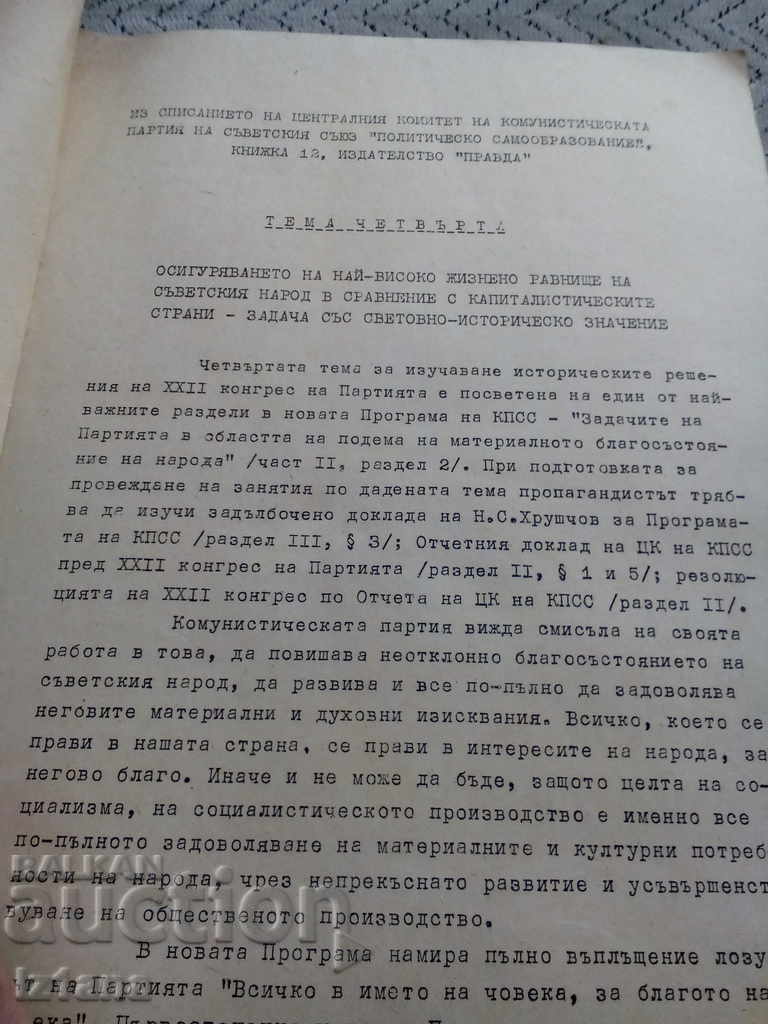 ИЗ СПИСАНИЕТО НА ЦЕНТРАЛНИЯ КОМИТЕТ НА КОМУНИСТИЧЕСКАТА
ПАРТИЯ НА СЪВЕТСКИЯ СЪЮЗ "ПОЛИТИЧЕСКО САМООБРАЗОВАНИЕ",
КНИЖКА 12, ИЗДАТЕЛСТВО "ПРАВДА"
ТЕМА ЧЕТВЪРТА
ОСИГУРЯВАНЕТО НА НАЙ-ВИСОКО ЖИЗНЕНО РАВНИЩЕ НА
СЪВЕТСКИЯ НАРОД В СРАВНЕНИЕ С КАПИТАЛИСТИЧЕСКИТЕ
СТРАНИ - ЗАДАЧА СЪС СВЕТОВНО-ИСТОРИЧЕСКО ЗНАЧЕНИЕ
Четвъртата тема за изучаване историческите реше-
ния на XXII конгрес на Партията е посветена на един от най-
важните раздели в новата Програма на КПСС - "Задачите на
Партията в областта на подема на материалното благосъстоя-
ние на народа" /част II, раздел 2/. При подготовката за
провеждане на занятия по дадената тема пропагандистът тряб-
ва да изучи задълбочено доклада на Н.С.Хрушчов за Програма-
та на КПСС /раздел III, § 3/; Отчетния доклад на ЦК на КПСС
пред XXII конгрес на Партията /раздел II, § 1 и 5/; резолю-
цията на XXII конгрес по Отчета на ЦК на КПСС /раздел II/.
Комунистическата партия вижда смисъла на своята
работа в това, да повишава неотклонно благосъстоянието на
съветския народ, да развива и все по-пълно да задоволява
неговите материални и духовни изисквания. Всичко, което се
прави в нашата страна, се прави в интересите на народа, за
негово благо. Иначе и не може да бъде, защото целта на со-
циализма, на социалистическото производство е именно все
по-пълното задоволяване на материалните и културни потреб
ности на народа, чрез непрекъснато развитие и усъвършенст
вуване на общественото производство.
В новата Програма намира пълно въплъщение лозу
ът на Партията "Всичко в името на човека, за благото на
века".
BALKAN
auction
izfana